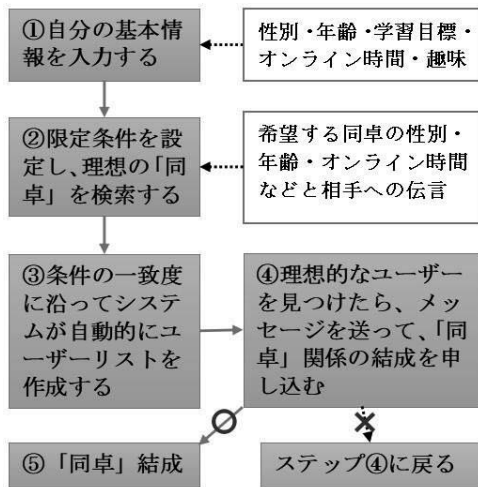 ①自分の基本情
報を入力する
性別・年齢・学習目標・
オンライン時間・趣味
②限定条件を設
定し、理想の「同
卓」を検索する
希望する同卓の性別・
年齢・オンライン時間
などと相手への伝言
③条件の一致度
に沿ってシステ
ムが自動的にユ
ーザーリストを
作成する
④理想的なユーザー
を見つけたら、メッ
セージを送って、「同
卓」関係の結成を申
し込む
⑤「同卓」結成
ステップ④に戻る